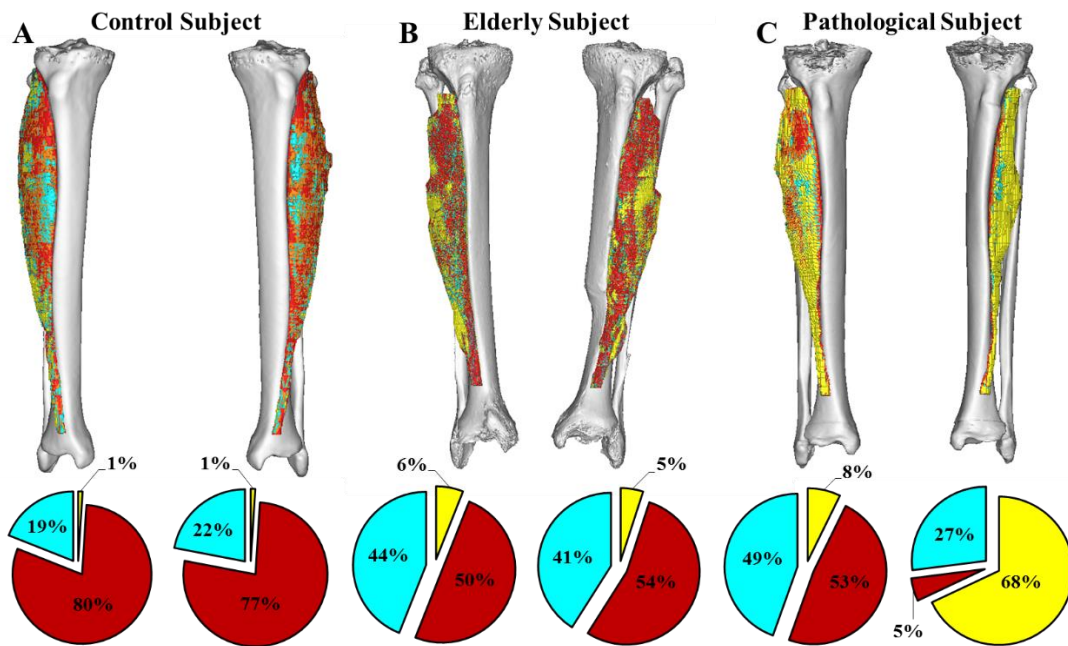 A Control Subject
B Elderly Subject
C Pathological Subject
1% 1% 6% 5% 8%
19% 22% 44% 41% 49% 27%
80% 77% 50% 54% 53% 68%
5%